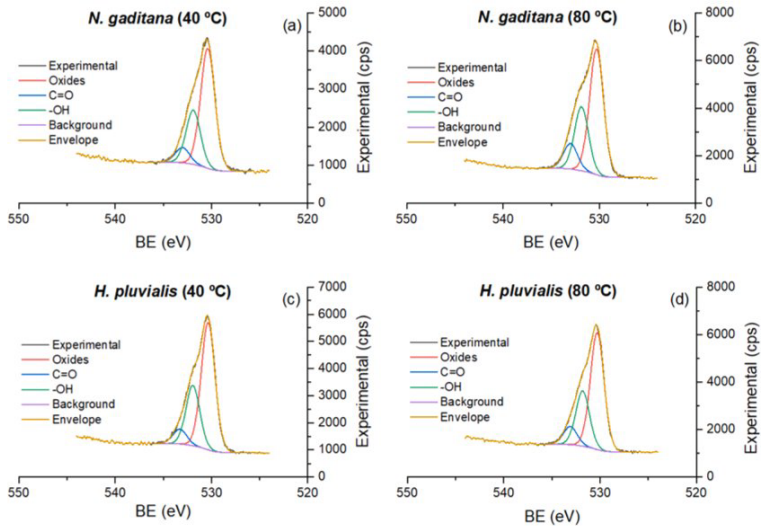 N. gaditana (40 ºC)
(a)
Experimental
Oxides
C=O
-OH
Background
Envelope
5000
4000
3000
2000
1000
0
Experimental (cps)
550
540
530
520
BE (eV)
N. gaditana (80 ºC)
(b)
Experimental
Oxides
C=O
-OH
Background
Envelope
8000
6000
4000
2000
0
Experimental (cps)
550
540
530
520
BE (eV)
H. pluvialis (40 ºC)
(c)
Experimental
Oxides
C=O
-OH
Background
Envelope
7000
6000
5000
4000
3000
2000
1000
0
Experimental (cps)
550
540
530
520
BE (eV)
H. pluvialis (80 ºC)
(d)
Experimental
Oxides
C=O
-OH
Background
Envelope
8000
6000
4000
2000
0
Experimental (cps)
550
540
530
520
BE (eV)